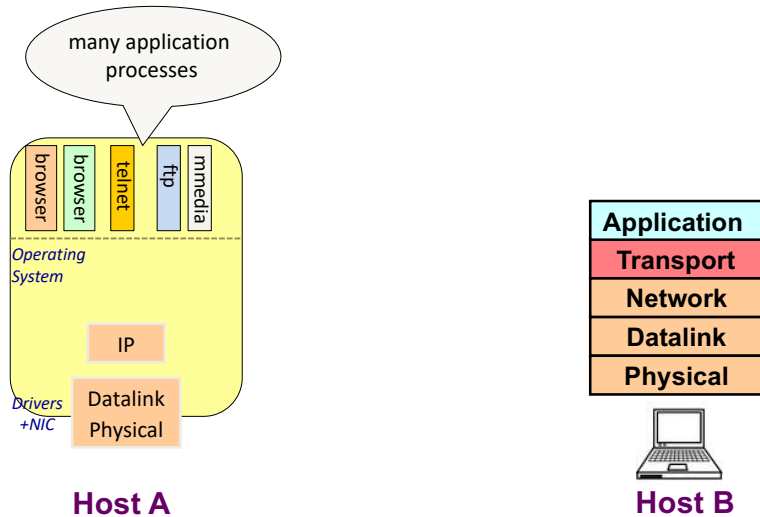 many application
processes
browser
browser
telnet
ftp
mmedia
Operating
System
IP
Drivers
+NIC
Datalink
Physical
Host A
Application
Transport
Network
Datalink
Physical
Host B